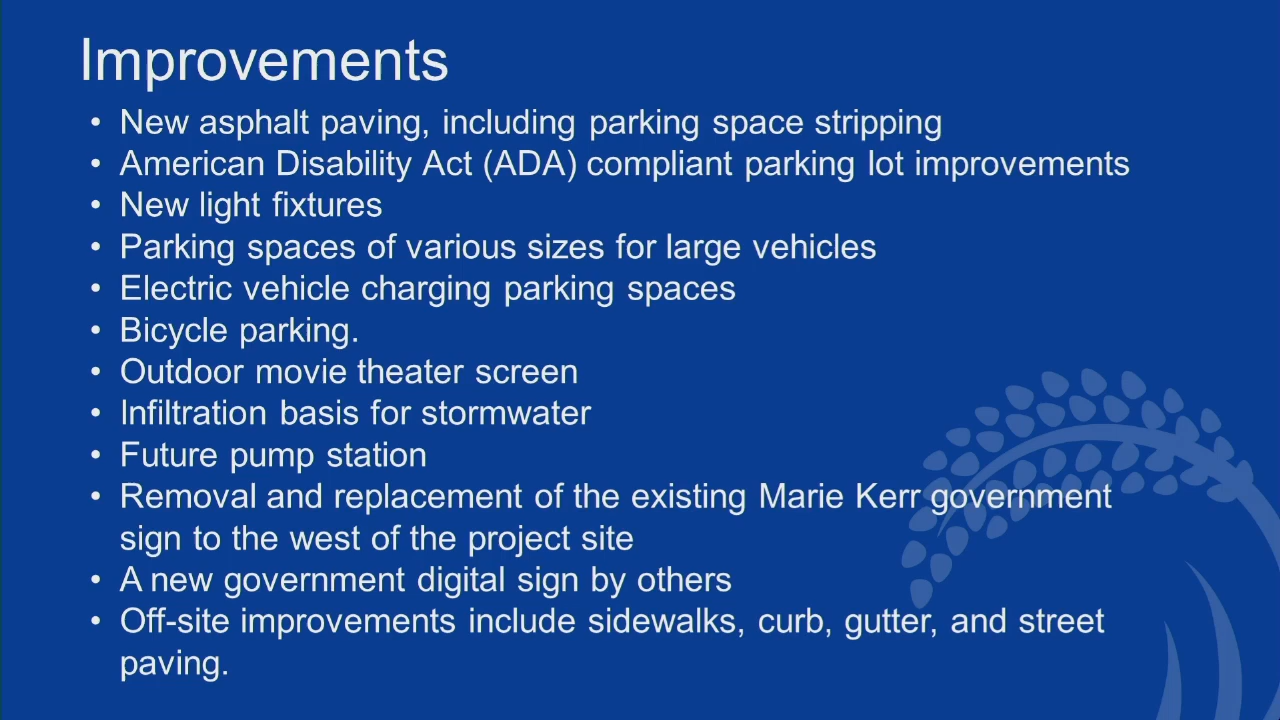 Improvements
• New asphalt paving, including parking space stripping
• American Disability Act (ADA) compliant parking lot improvements
• New light fixtures
• Parking spaces of various sizes for large vehicles
• Electric vehicle charging parking spaces
• Bicycle parking.
• Outdoor movie theater screen
• Infiltration basis for stormwater
• Future pump station
• Removal and replacement of the existing Marie Kerr government
sign to the west of the project site
• A new government digital sign by others
• Off-site improvements include sidewalks, curb, gutter, and street
paving.